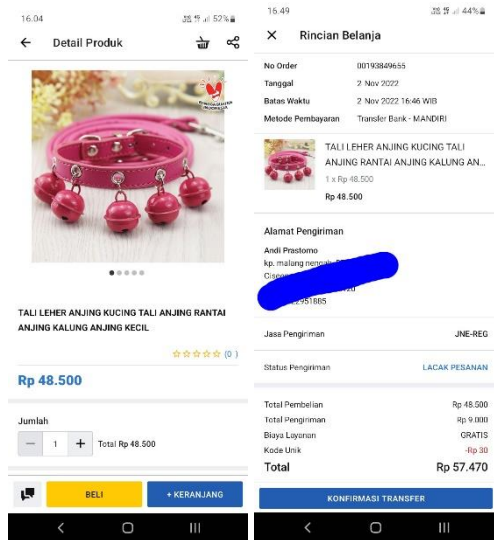 16.04
52%
Detail Produk
TALI LEHER ANJING KUCING TALI ANJING RANTAI
ANJING KALUNG ANJING KECIL
(0)
Rp 48.500
Jumlah
1
Total Rp 48.500
BELI
+ KERANJANG
16.49
44%
Rincian Belanja
No Order 00193849655
Tanggal 2 Nov 2022
Batas Waktu 2 Nov 2022 16:46 WIB
Metode Pembayaran Transfer Bank - MANDIRI
TALI LEHER ANJING KUCING TALI
ANJING RANTAI ANJING KALUNG AN...
1 x Rp 48.500
Rp 48.500
Alamat Pengiriman
Andi Prastomo
kp. malang nengah
2951885
Jasa Pengiriman JNE-REG
Status Pengiriman LACAK PESANAN
Total Pembelian Rp 48.500
Total Pengiriman Rp 9.000
Biaya Layanan GRATIS
Kode Unik -Rp 30
Total Rp 57.470
KONFIRMASI TRANSFER